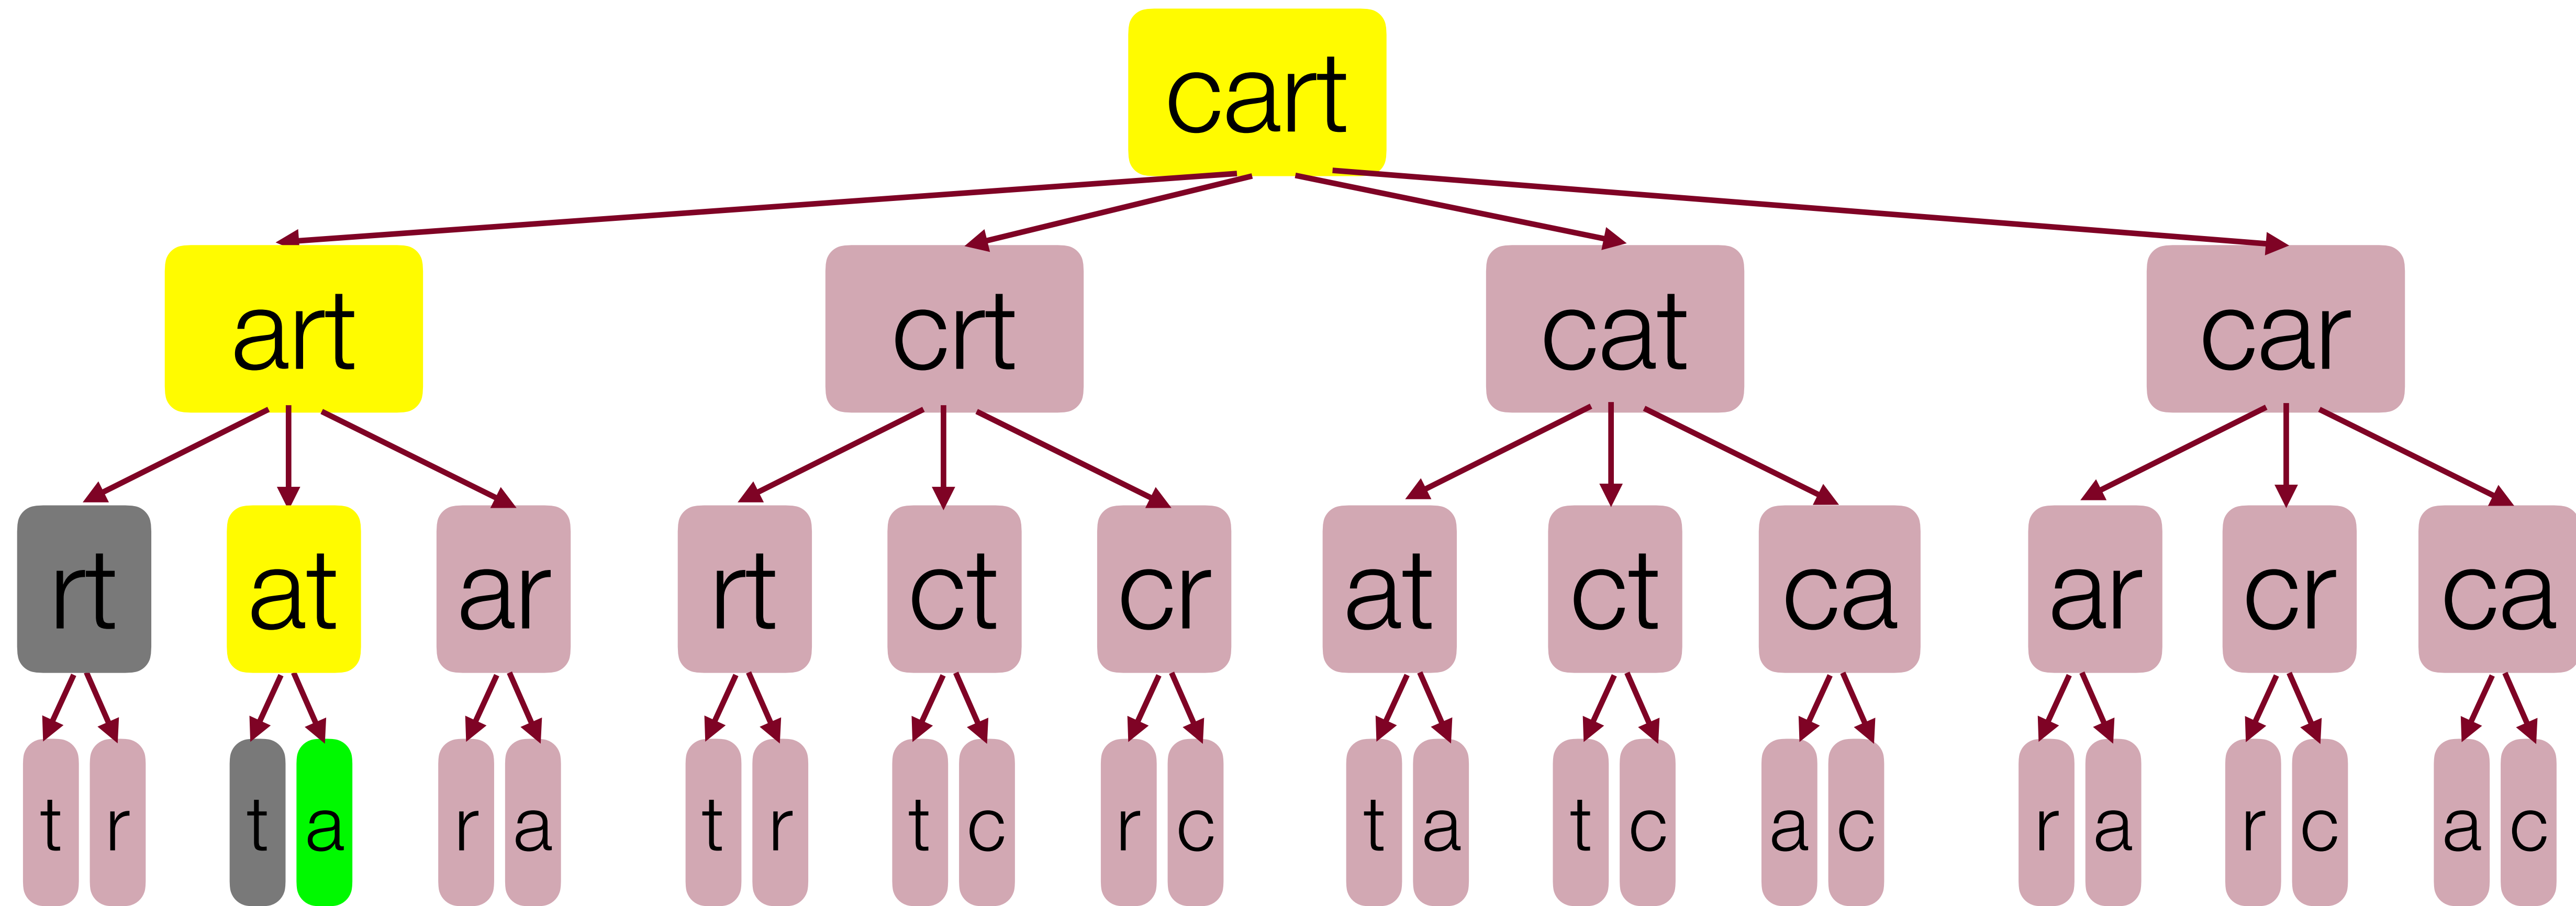 cart
art crt cat car
rt at ar rt ct cr at ct ca ar cr ca
t r t a r a t r t c r c t a t c a c r a r c a c